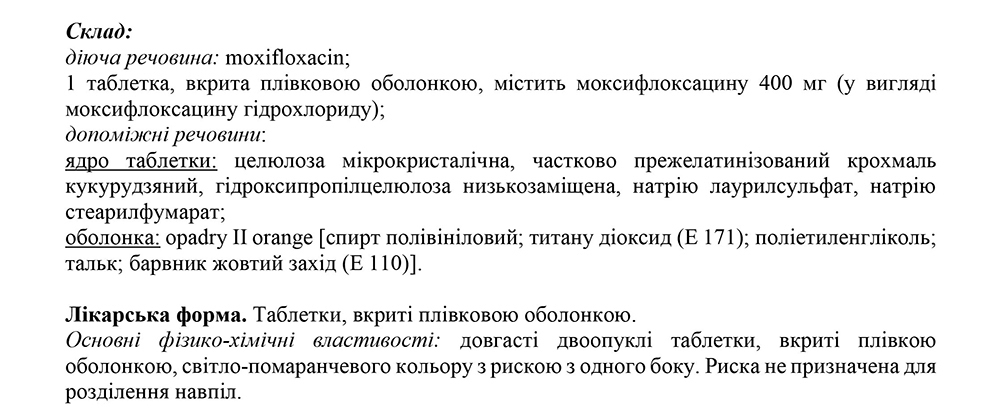 Склад:
діюча речовина: moxifloxacin;
1 таблетка, вкрита плівковою оболонкою, містить моксифлоксацину 400 мг (у вигляді
моксифлоксацину гідрохлориду);
допоміжні речовини:
ядро таблетки: целюлоза мікрокристалічна, частково прежелатинізований крохмаль
кукурудзяний, гідроксипропілцелюлоза низькозаміщена, натрію лаурилсульфат, натрію
стеарилфумарат;
оболонка: opadry II orange [спирт полівініловий; титану діоксид (Е 171); поліетиленгліколь;
тальк; барвник жовтий захід (Е 110)].
Лікарська форма. Таблетки, вкриті плівковою оболонкою.
Основні фізико-хімічні властивості: довгасті двоопуклі таблетки, вкриті плівкою
оболонкою, світло-помаранчевого кольору з рискою з одного боку. Риска не призначена для
розділення навпіл.